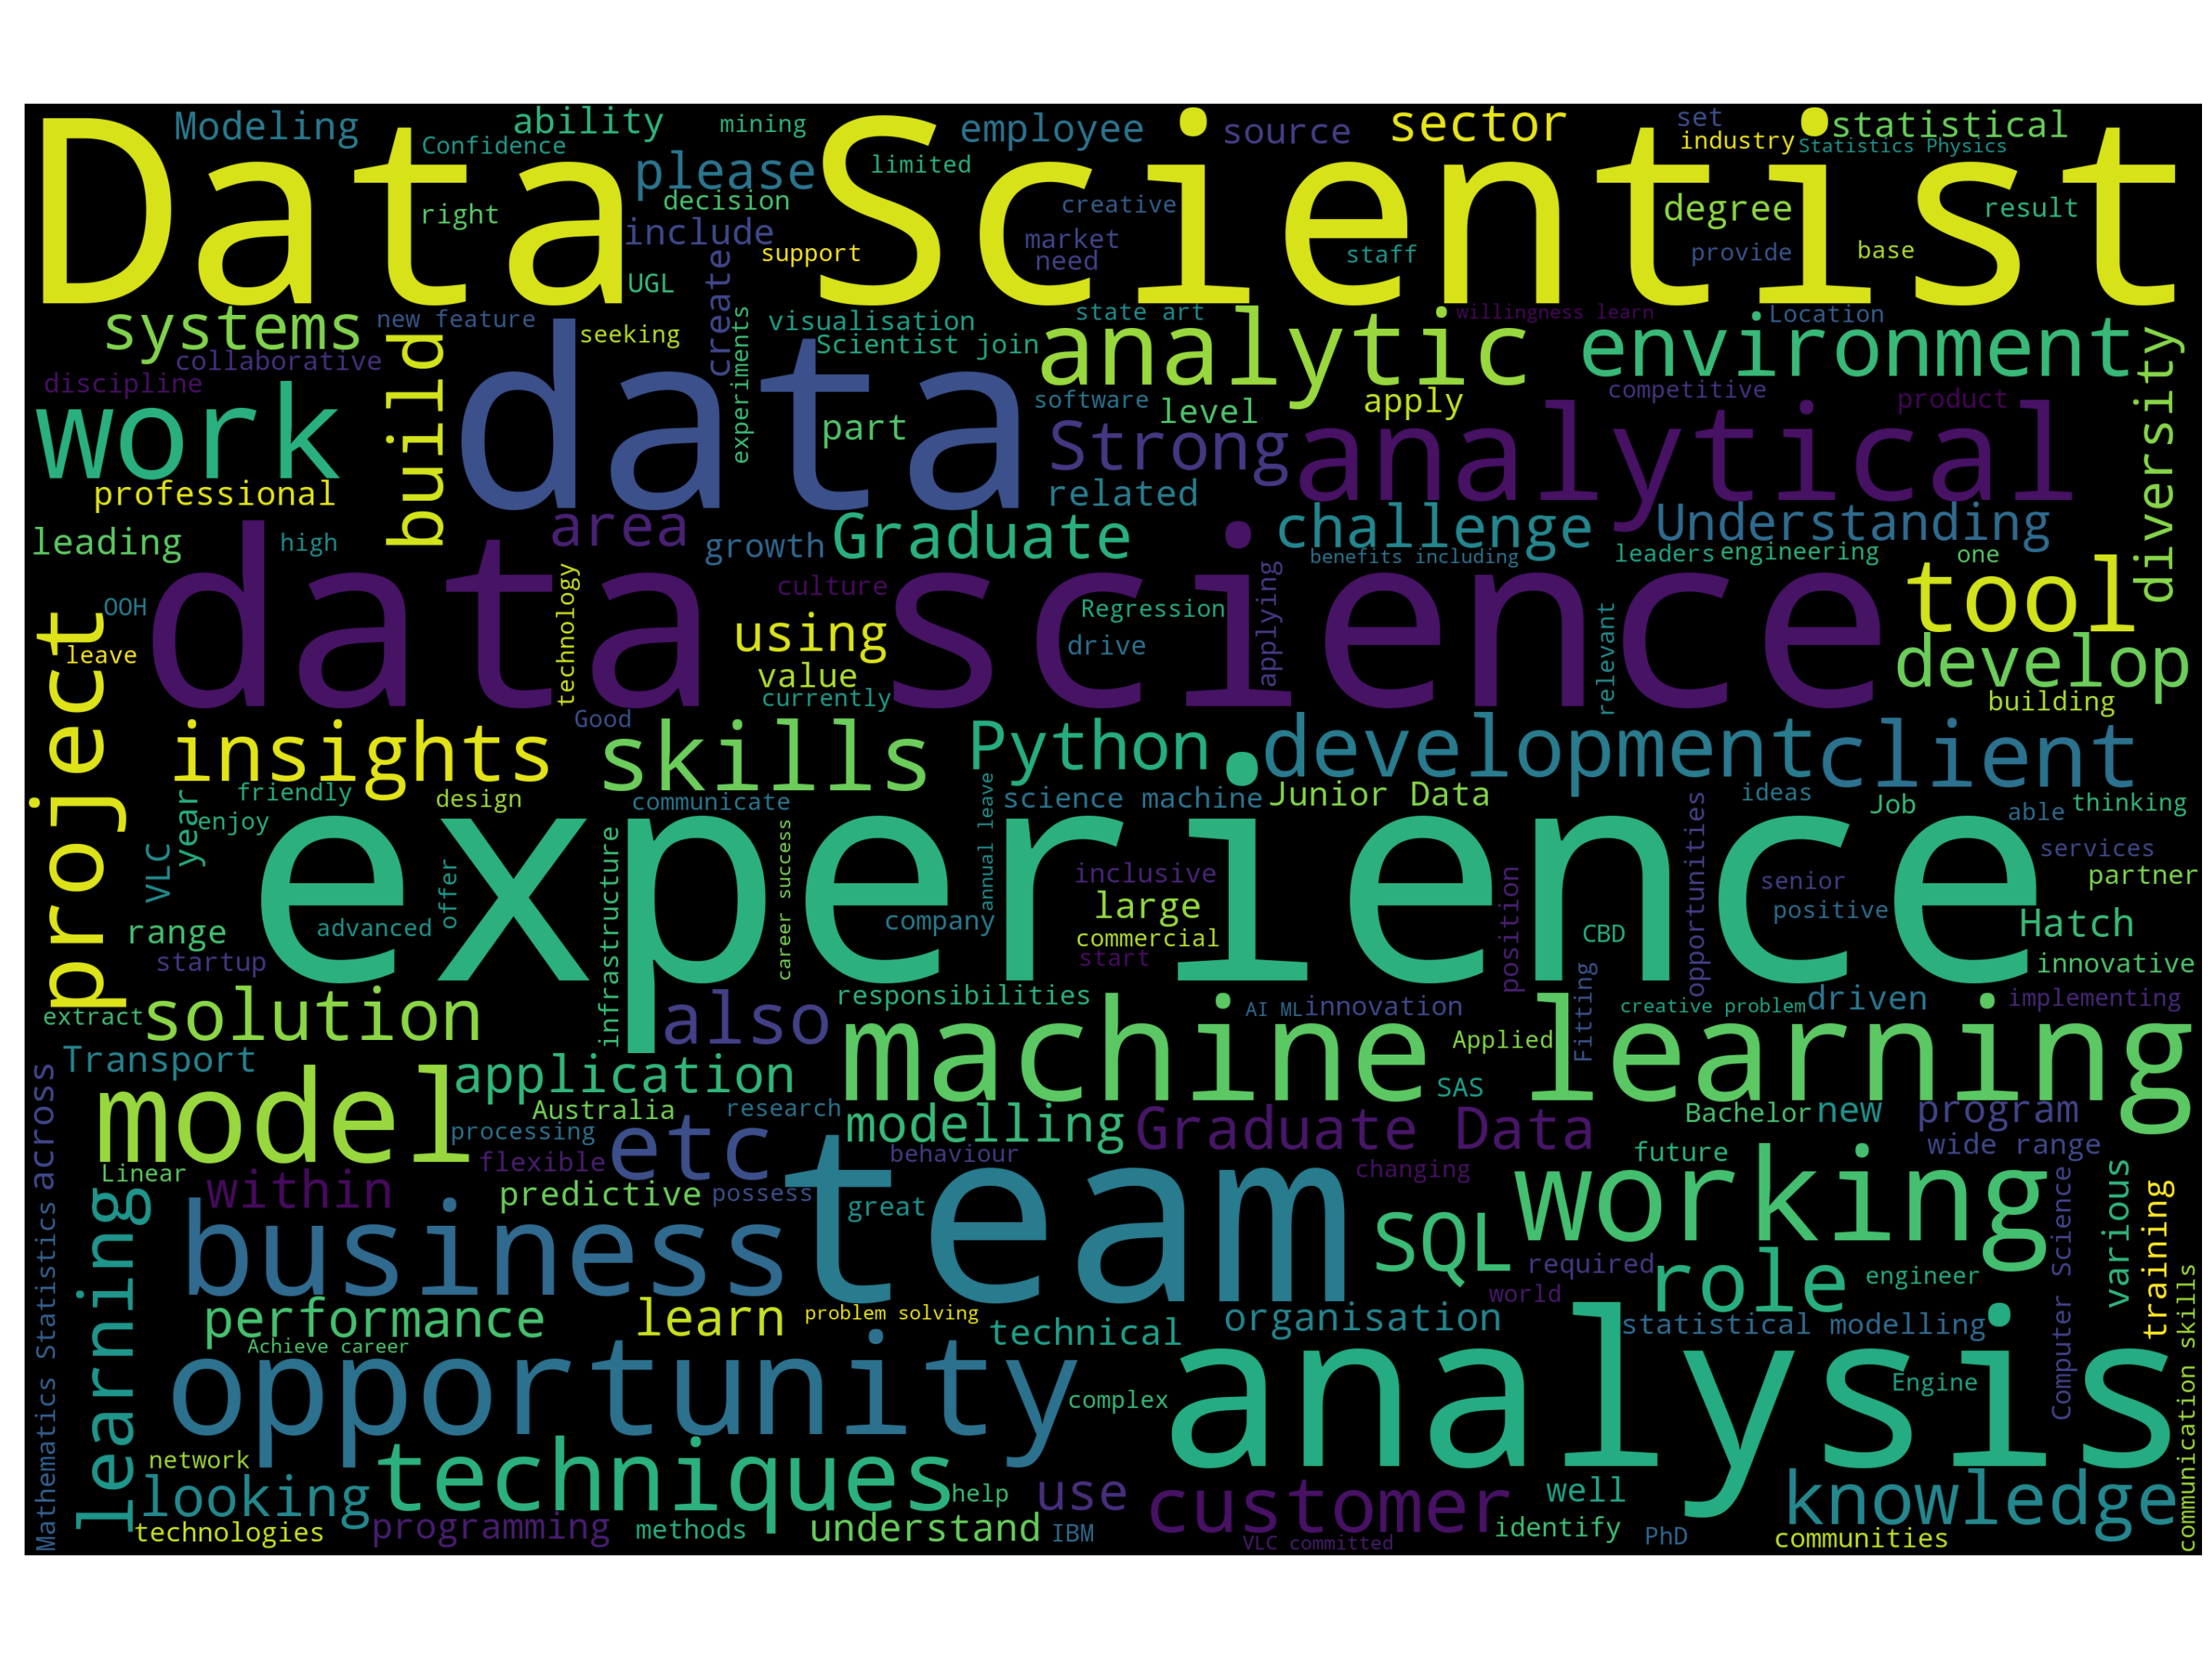 Data Scientist
Modeling
Confidence
ability
mining
please
limited
employee
source
sector
set
industry
statistical
Statistics Physics
right
decision
include
support
creative
market
need
staff
degree
provide
base
result
UGL
create
systems
new feature
seeking
experiments
visualisation
Scientist join
state art
willingness learn
Location
collaborative
build
data
analytic
environment
discipline
work
part
software
level
apply
competitive
product
diversity
professional
Strong
related
analytical
leading
high
area
growth
Graduate
challenge
Understanding
benefits including
leaders
engineering
one
OOH
data science
technology
culture
using
Regression
drive
applying
relevant
tool
leave
project
value
currently
develop
building
Good
insights
skills
Python
development
client
friendly
design
communicate
science machine
Junior Data
ideas
Job
able
thinking
year
enjoy
VLC
experience
offer
advanced
infrastructure
career success
annual leave
company
inclusive
large
commercial
start
position
CBD
opportunities
senior
positive
services
partner
Hatch
range
startup
innovative
extract
solution
also
responsibilities
AI ML
innovation
Fitting
creative problem
driven
implementing
Transport
application
machine learning
Applied
SAS
model
Australia
research
processing
etc
modelling
Graduate Data
Bachelor
new
program
across
Linear
flexible
behaviour
changing
future
wide range
within
predictive
possess
great
team
working
various
training
Mathematics Statistics
learning
business
SQL
required
role
engineer
Computer Science
world
performance
learn
problem solving
technical
organisation
statistical modelling
Achieve career
opportunity
complex
analysis
Engine
communication skills
network
techniques
looking
help
use
customer
well
knowledge
technologies
programming
methods
understand
IBM
VLC committed
identify
PhD
communities